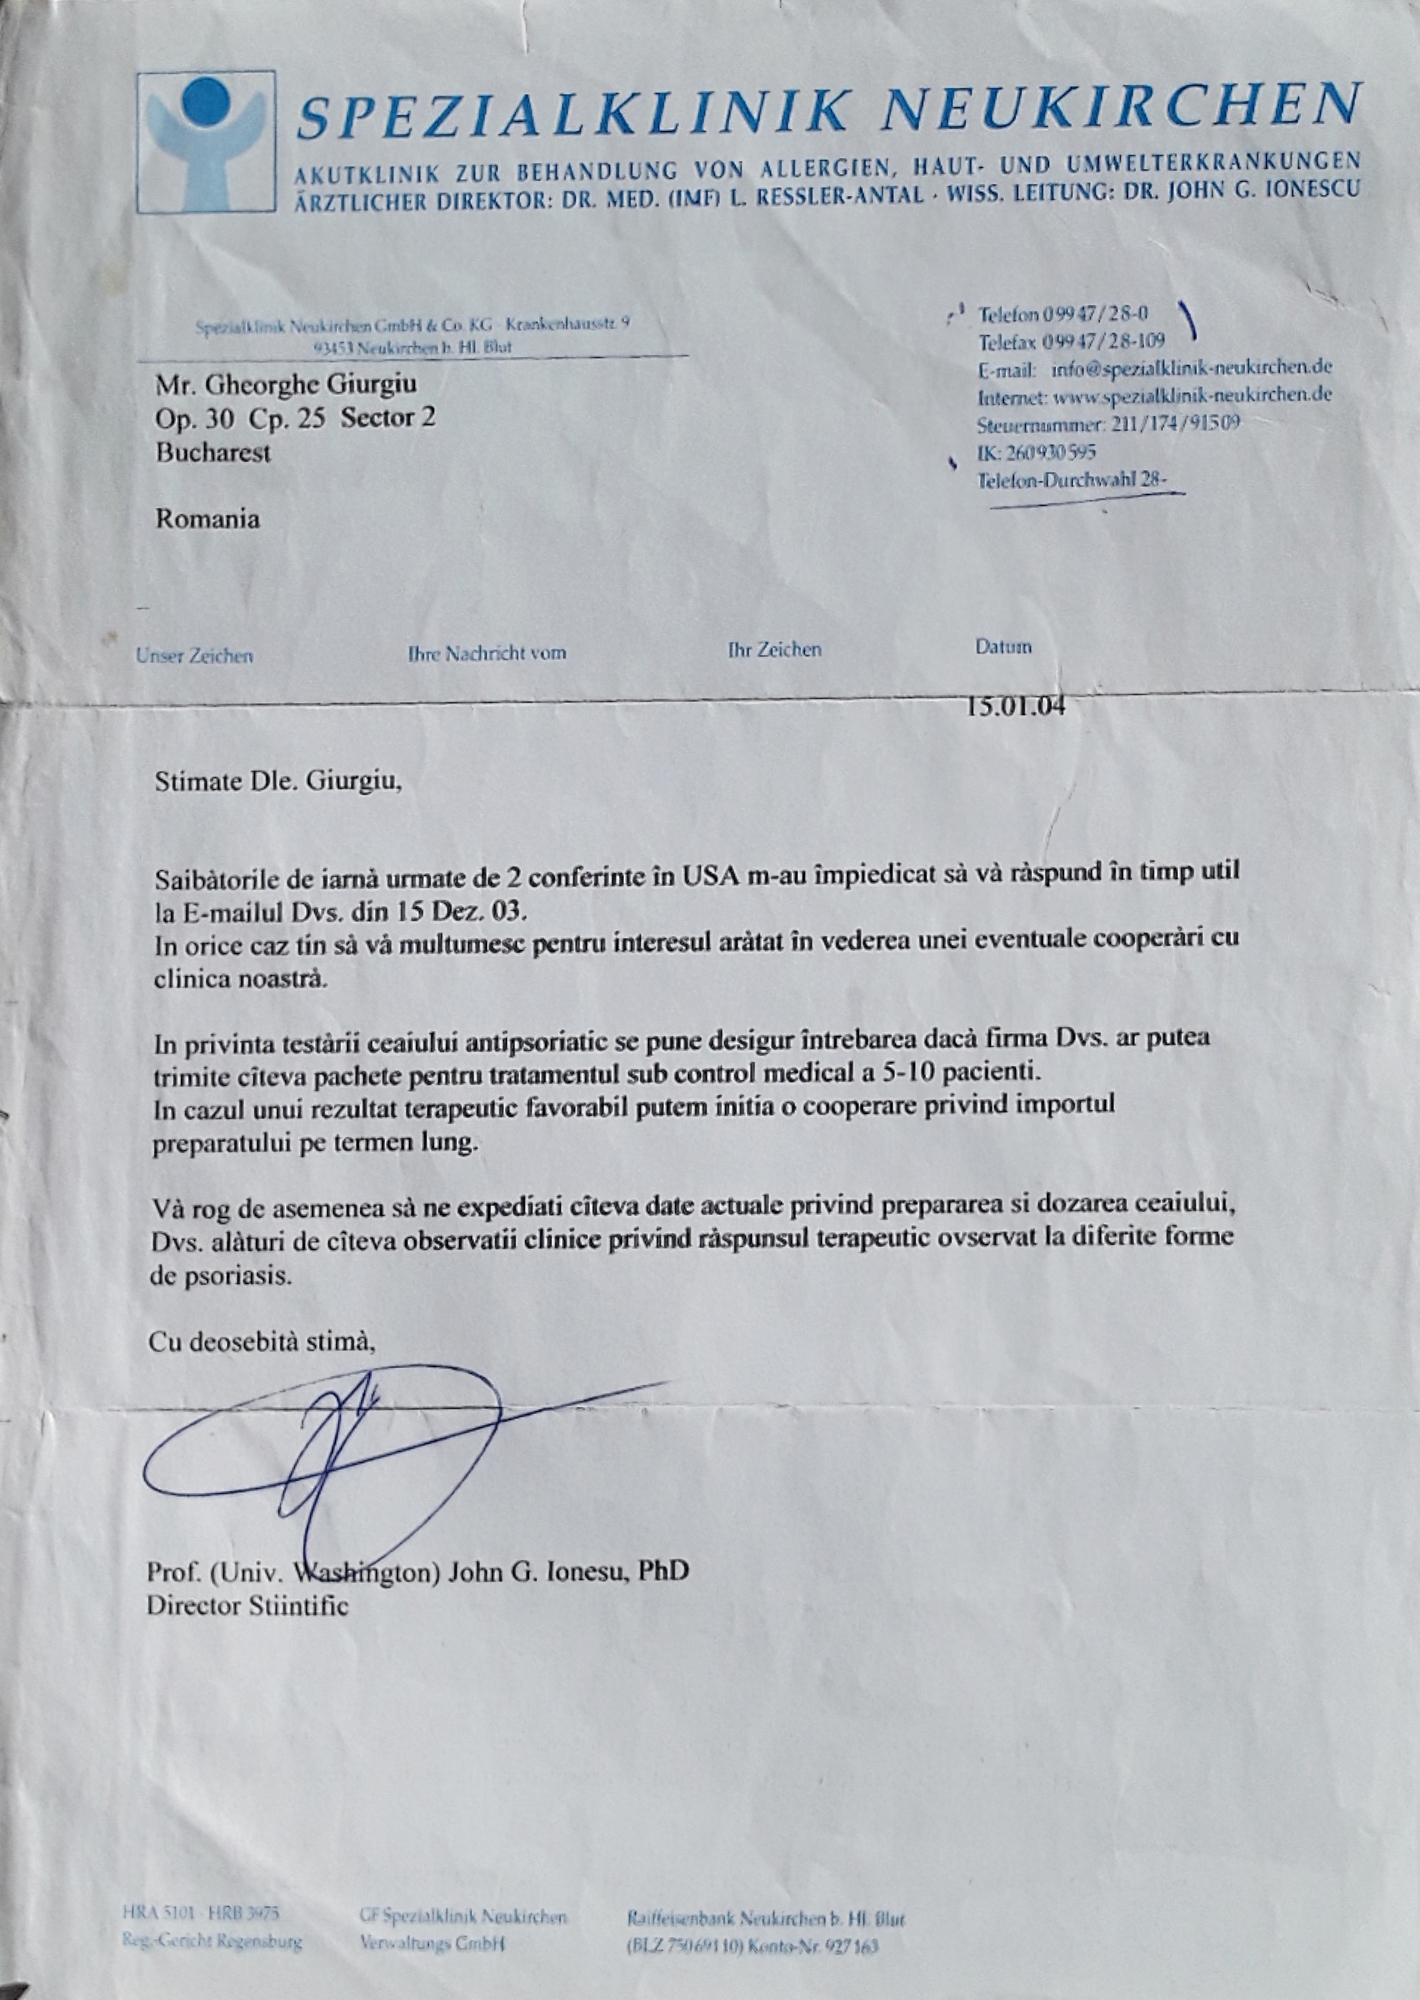 SPEZIALKLINIK NEUKIRCHEN
AKUTKLINIK ZUR BEHANDLUNG VON ALLERGIEN, HAUT- UND UMWELTERKRANKUNGEN
ÄRZTLICHER DIREKTOR: DR. MED. (IMF) L. RESSLER-ANTAL · WISS. LEITUNG: DR. JOHN G. IONESCU
Spezialklinik Neukirchen GmbH & Co. KG Krankenhausstr. 9
93453 Neukirchen b. Hl. Blut
Mr. Gheorghe Giurgiu
Op. 30 Cp. 25 Sector 2
Bucharest
Romania
Telefon 0 99 47/28-0
Telefax 0 99 47/28-109
E-mail: info@spezialklinik-neukirchen.de
Internet: www.spezialklinik-neukirchen.de
Steuernummer: 211/174/91509
IK: 260930595
Telefon-Durchwahl 28-
Unser Zeichen Ihre Nachricht vom Ihr Zeichen Datum
15.01.04
Stimate Dle. Giurgiu,
Saibàtorile de iarnà urmate de 2 conferinte în USA m-au împiedicat sà và ràspund în timp util
la E-mailul Dvs. din 15 Dez. 03.
In orice caz tin sà và multumesc pentru interesul aràtat în vederea unei eventuale cooperàri cu
clinica noastrà.
In privinta testàrii ceaiului antipsoriatic se pune desigur întrebarea dacà firma Dvs. ar putea
trimite cîteva pachete pentru tratamentul sub control medical a 5-10 pacienti.
In cazul unui rezultat terapeutic favorabil putem initia o cooperare privind importul
preparatului pe termen lung.
Và rog de asemenea sà ne expediati cîteva date actuale privind prepararea si dozarea ceaiului,
Dvs. alàturi de cîteva observatii clinice privind ràspunsul terapeutic ovservat la diferite forme
de psoriasis.
Cu deosebità stimà,
Prof. (Univ. Washington) John G. Ionesu, PhD
Director Stiintific
HRA 5101 · HRB 3975
Reg.-Gericht Regensburg
GF Spezialklinik Neukirchen
Verwaltungs GmbH
Raiffeisenbank Neukirchen b. Hl. Blut
(BLZ 750 691 10) Konto-Nr. 927 163